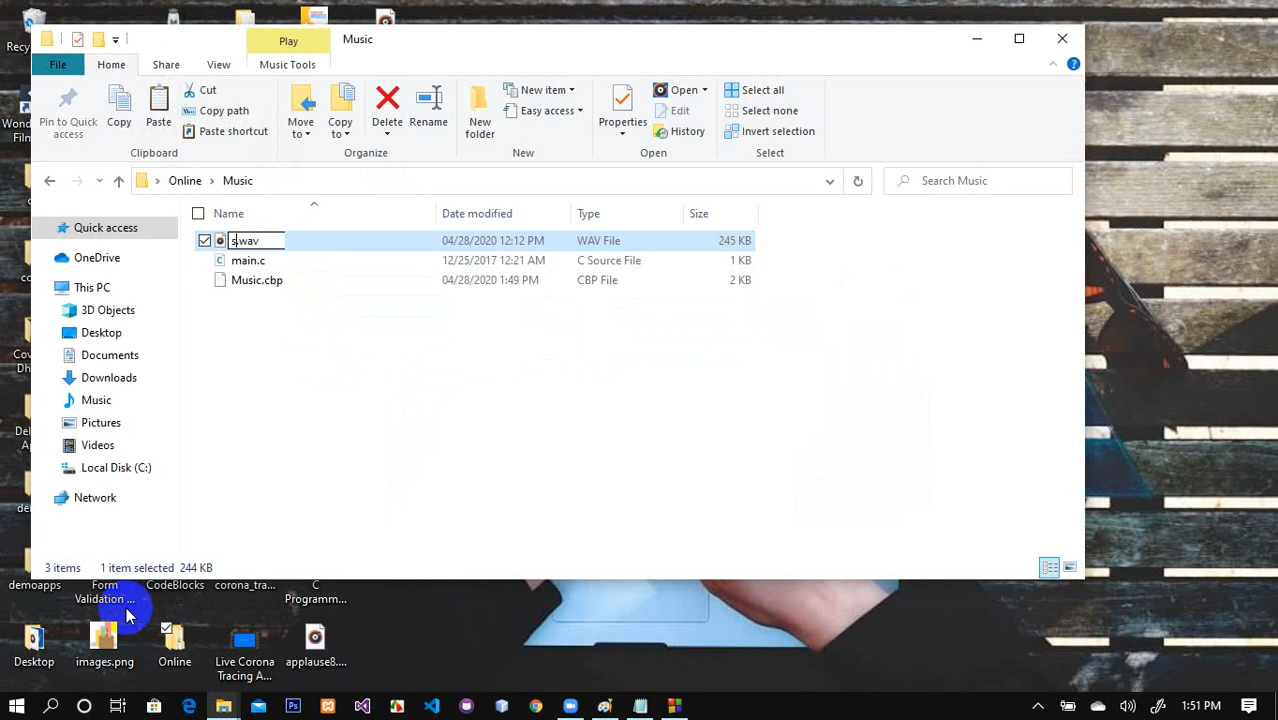 Play
Music
File
Home
Share
View
Music Tools
Pin to Quick access
Copy
Paste
Cut
Copy path
Paste shortcut
Clipboard
Move to
Copy to
Delete
Rename
Organize
New folder
New item
Easy access
New
Properties
Open
Edit
History
Open
Select all
Select none
Invert selection
Select
Online > Music
Search Music
Name
Date modified
Type
Size
s.wav
04/28/2020 12:12 PM
WAV File
245 KB
main.c
12/25/2017 12:21 AM
C Source File
1 KB
Music.cbp
04/28/2020 1:49 PM
CBP File
2 KB
Quick access
OneDrive
This PC
3D Objects
Desktop
Documents
Downloads
Music
Pictures
Videos
Local Disk (C:)
Network
3 items
1 item selected 244 KB
demoapps
Form Validation ...
CodeBlocks
corona_tra...
C Programm...
Desktop
images.png
Online
Live Corona Tracing A...
applause8....
1:51 PM